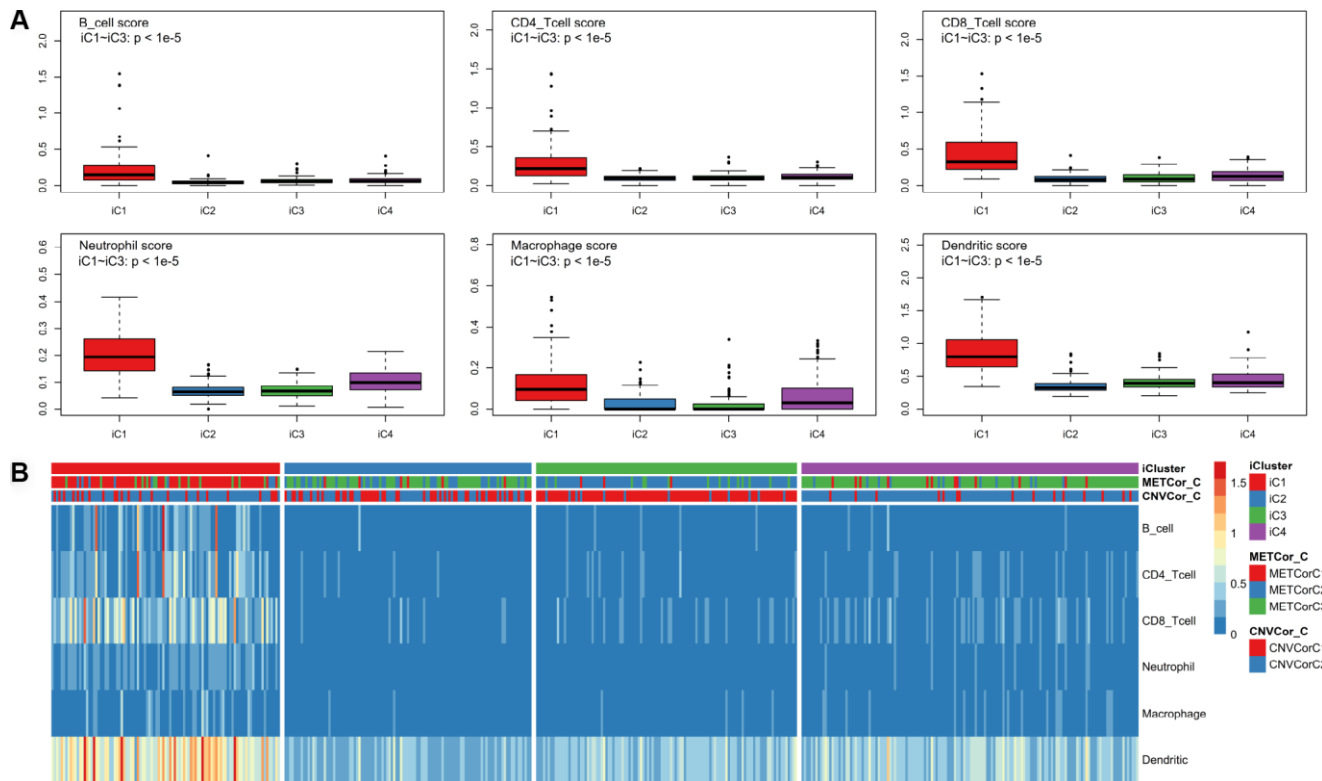 A
B_cell score
iC1~iC3: p < 1e-5
2.0
1.5
1.0
0.5
0.0
iC1 iC2 iC3 iC4
CD4_Tcell score
iC1~iC3: p < 1e-5
2.0
1.5
1.0
0.5
0.0
iC1 iC2 iC3 iC4
CD8_Tcell score
iC1~iC3: p < 1e-5
2.0
1.5
1.0
0.5
0.0
iC1 iC2 iC3 iC4
Neutrophil score
iC1~iC3: p < 1e-5
0.6
0.5
0.4
0.3
0.2
0.1
0.0
iC1 iC2 iC3 iC4
Macrophage score
iC1~iC3: p < 1e-5
0.8
0.6
0.4
0.2
0.0
iC1 iC2 iC3 iC4
Dendritic score
iC1~iC3: p < 1e-5
2.5
2.0
1.5
1.0
0.5
0.0
iC1 iC2 iC3 iC4
B
iCluster
METCor_C
CNVCor_C
B_cell
CD4_Tcell
CD8_Tcell
Neutrophil
Macrophage
Dendritic
1.5
1
0.5
0
iCluster
iC1
iC2
iC3
iC4
METCor_C
METCorC1
METCorC2
METCorC3
CNVCor_C
CNVCorC1
CNVCorC2